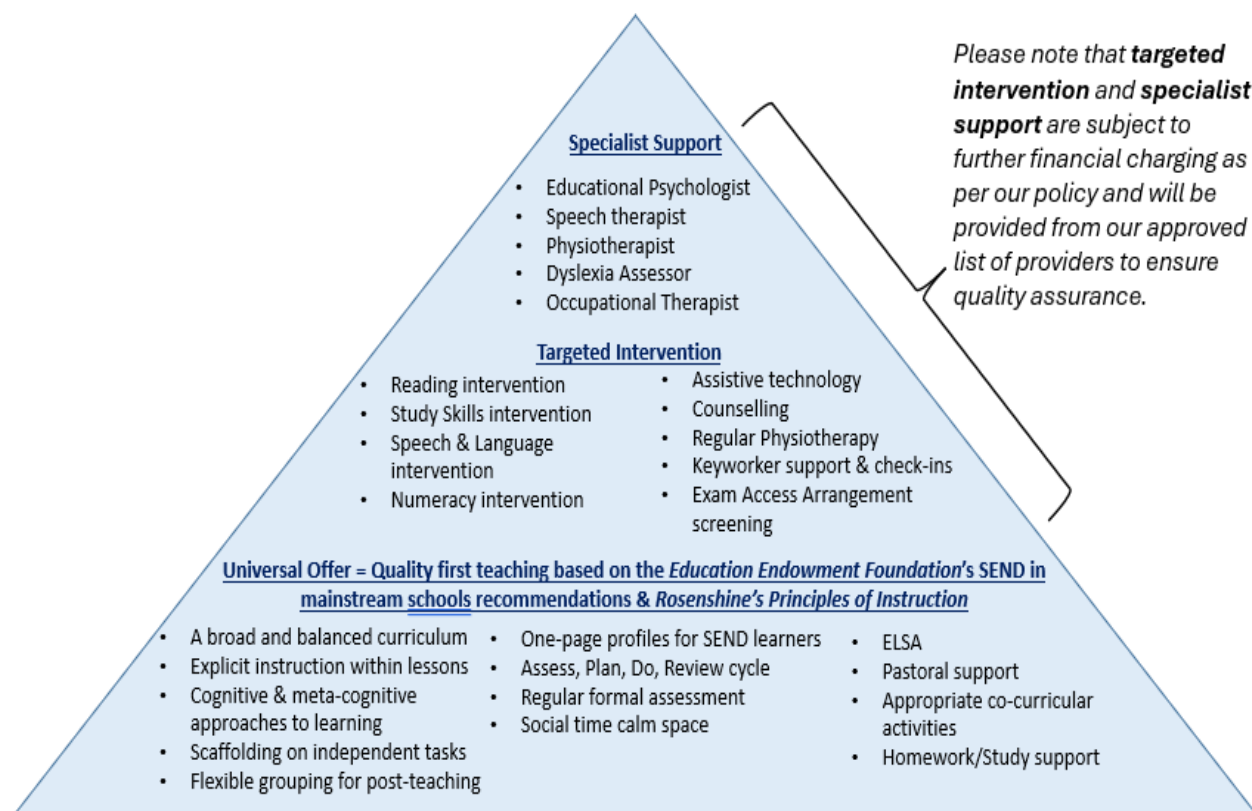 Please note that targeted
intervention and specialist
support are subject to
further financial charging as
per our policy and will be
provided from our approved
list of providers to ensure
quality assurance.
Specialist Support
• Educational Psychologist
• Speech therapist
• Physiotherapist
• Dyslexia Assessor
• Occupational Therapist
Targeted Intervention
• Reading intervention
• Study Skills intervention
• Speech & Language
intervention
• Numeracy intervention
• Assistive technology
• Counselling
• Regular Physiotherapy
• Keyworker support & check-ins
• Exam Access Arrangement
screening
Universal Offer = Quality first teaching based on the Education Endowment Foundation's SEND in
mainstream schools recommendations & Rosenshine's Principles of Instruction
• A broad and balanced curriculum
• Explicit instruction within lessons
• Cognitive & meta-cognitive
approaches to learning
• Scaffolding on independent tasks
• Flexible grouping for post-teaching
• One-page profiles for SEND learners
• Assess, Plan, Do, Review cycle
• Regular formal assessment
• Social time calm space
• ELSA
• Pastoral support
• Appropriate co-curricular
activities
• Homework/Study support